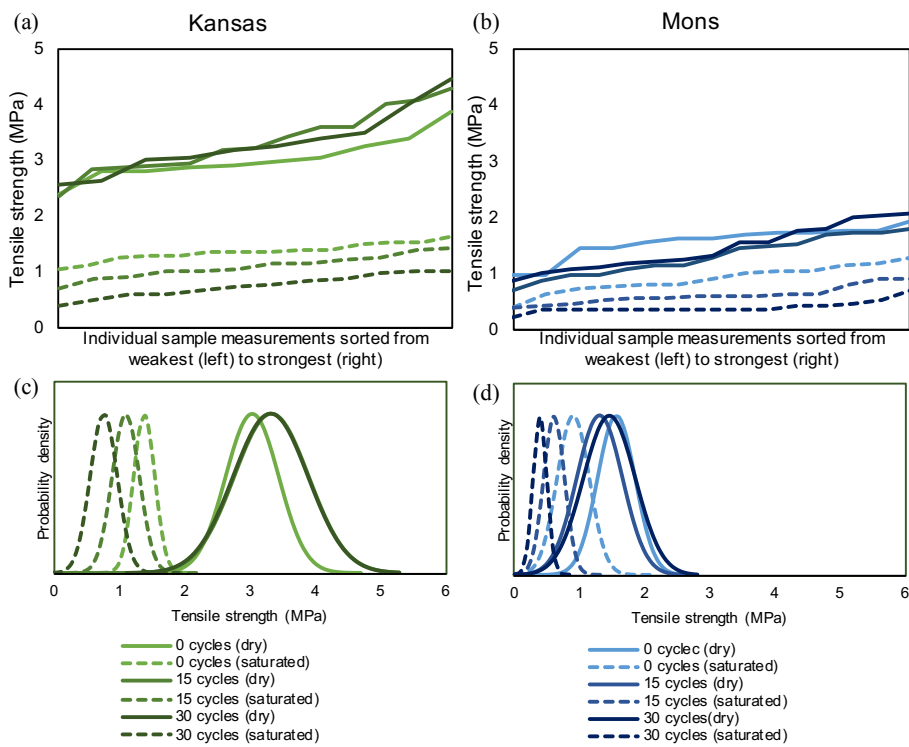 (a) Kansas
5
4
3
2
1
0
Tensile strength (MPa)
Individual sample measurements sorted from
weakest (left) to strongest (right)
(b) Mons
5
4
3
2
1
0
Tensile strength (MPa)
Individual sample measurements sorted from
weakest (left) to strongest (right)
(c)
Probability density
0 1 2 3 4 5 6
Tensile strength (MPa)
(d)
Probability density
0 1 2 3 4 5 6
Tensile strength (MPa)
0 cycles (dry)
0 cycles (saturated)
15 cycles (dry)
15 cycles (saturated)
30 cycles (dry)
30 cycles (saturated)
0 cyclec (dry)
0 cycles (saturated)
15 cycles (dry)
15 cycles (saturated)
30 cycles(dry)
30 cycles (saturated)